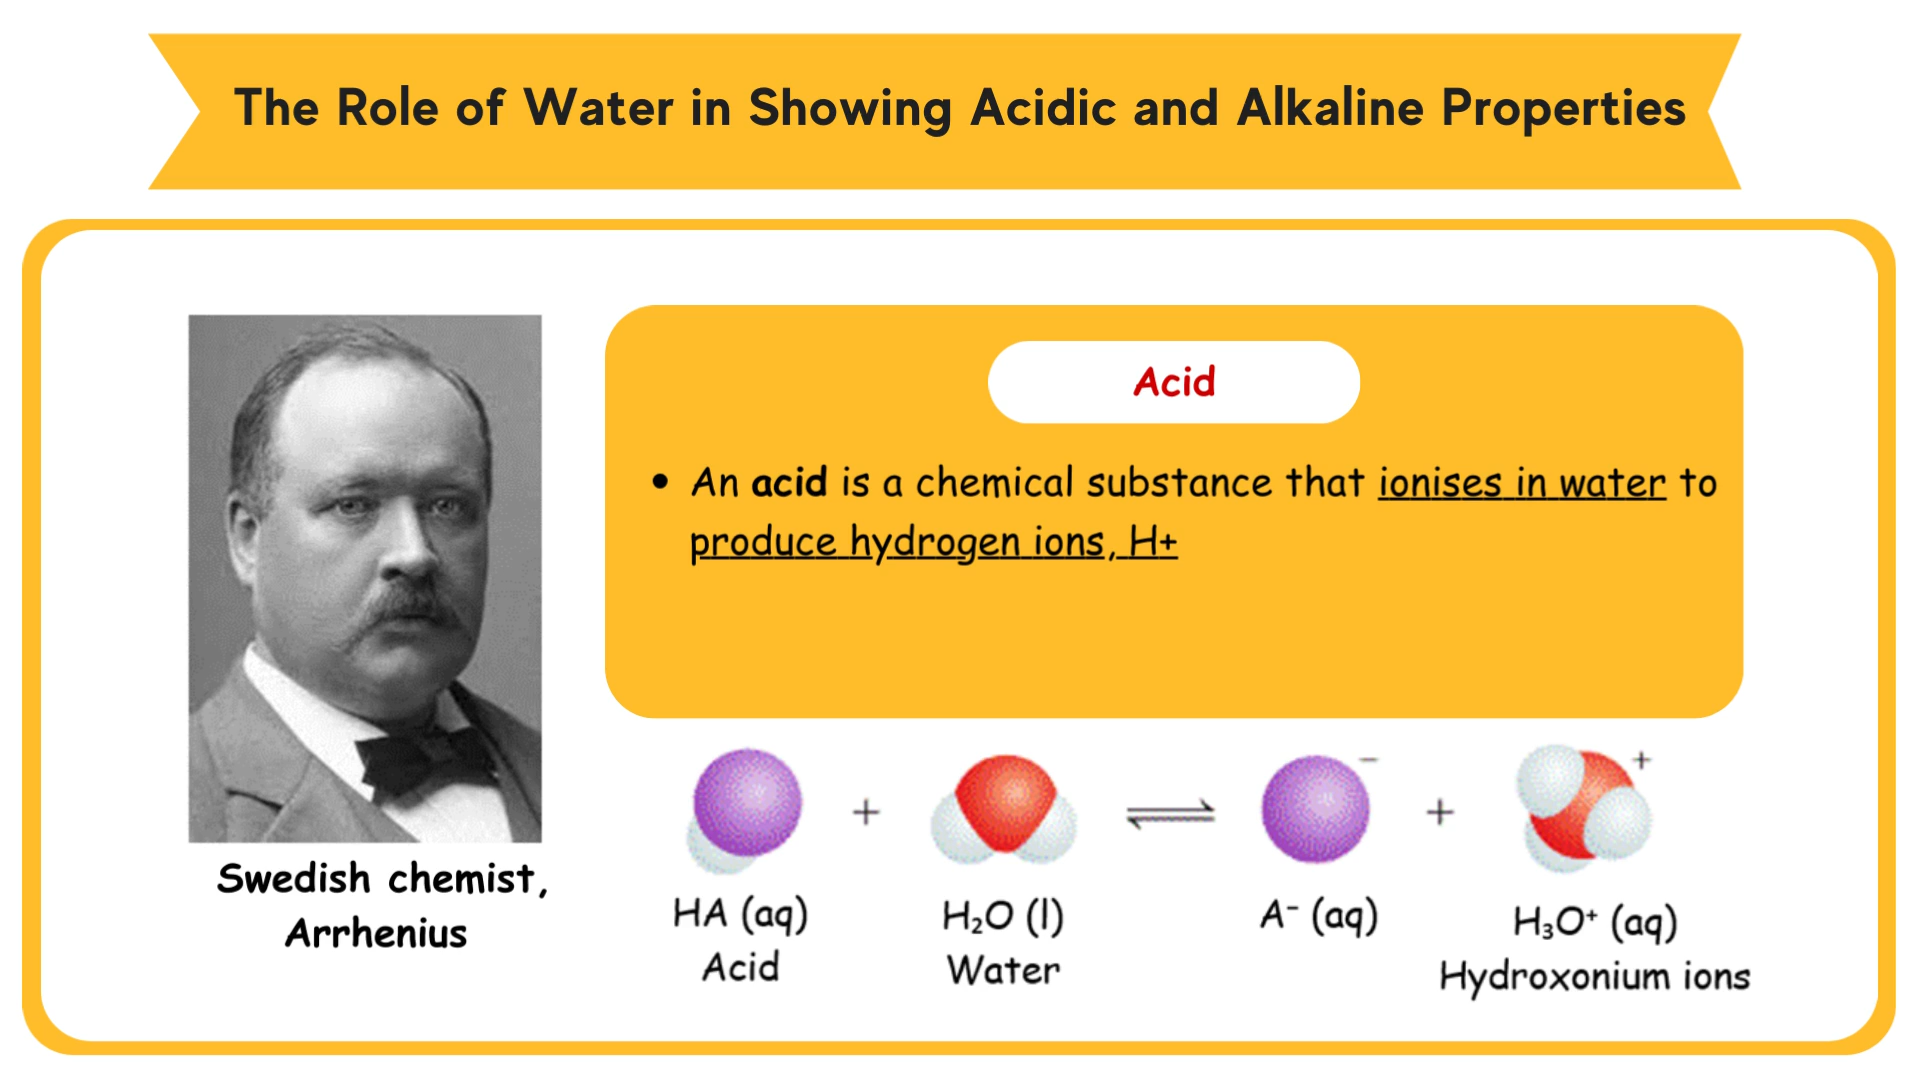 The Role of Water in Showing Acidic and Alkaline Properties
Acid
• An acid is a chemical substance that ionises in water to
produce hydrogen ions, H+
Swedish chemist,
Arrhenius
+ ⇌ − + +
HA (aq) H₂O (l) A⁻ (aq) H₃O⁺ (aq)
Acid Water Hydroxonium ions